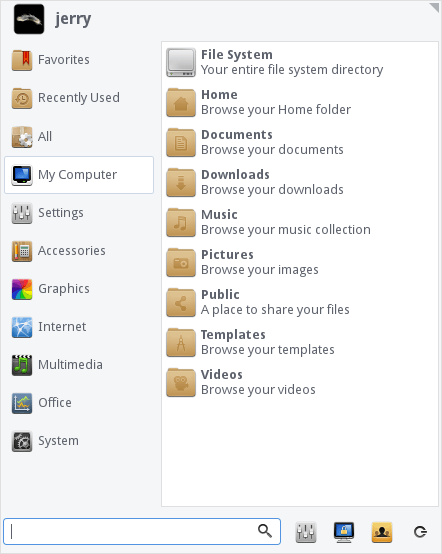 jerry
Favorites
Recently Used
All
My Computer
Settings
Accessories
Graphics
Internet
Multimedia
Office
System
File System
Your entire file system directory
Home
Browse your Home folder
Documents
Browse your documents
Downloads
Browse your downloads
Music
Browse your music collection
Pictures
Browse your images
Public
A place to share your files
Templates
Browse your templates
Videos
Browse your videos